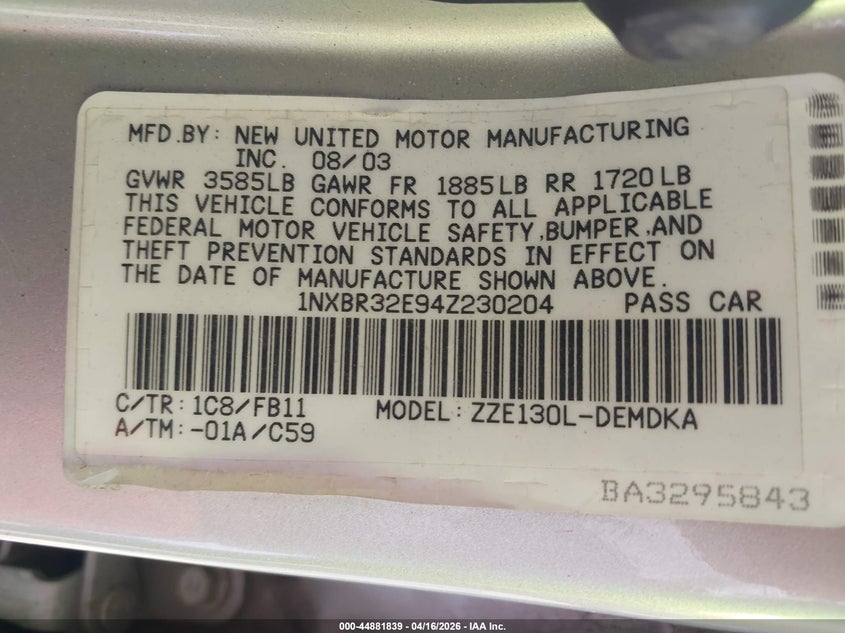 MFD.BY: NEW UNITED MOTOR MANUFACTURING
INC. 08/03
GVWR 3585LB GAWR FR 1885LB RR 1720LB
THIS VEHICLE CONFORMS TO ALL APPLICABLE
FEDERAL MOTOR VEHICLE SAFETY,BUMPER,AND
THEFT PREVENTION STANDARDS IN EFFECT ON
THE DATE OF MANUFACTURE SHOWN ABOVE.
1NXBR32E94Z230204 PASS CAR
C/TR: 1C8/FB11 MODEL: ZZE130L-DEMDKA
A/TM: -01A/C59
BA3295843
000-44881839 - 04/16/2026 - IAA Inc.